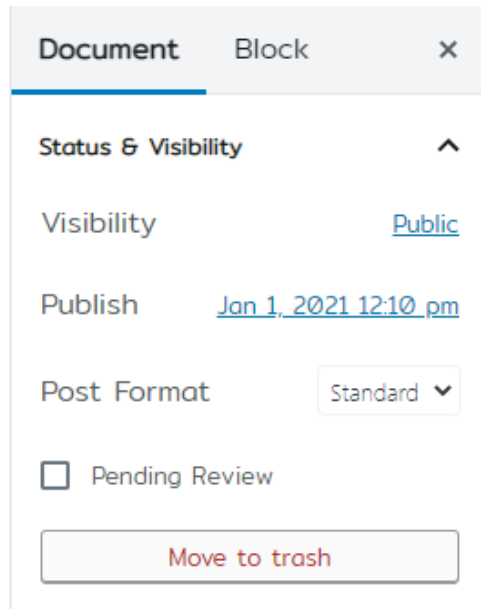 Document Block ×
Status & Visibility
Visibility Public
Publish Jan 1, 2021 12:10 pm
Post Format Standard
Pending Review
Move to trash